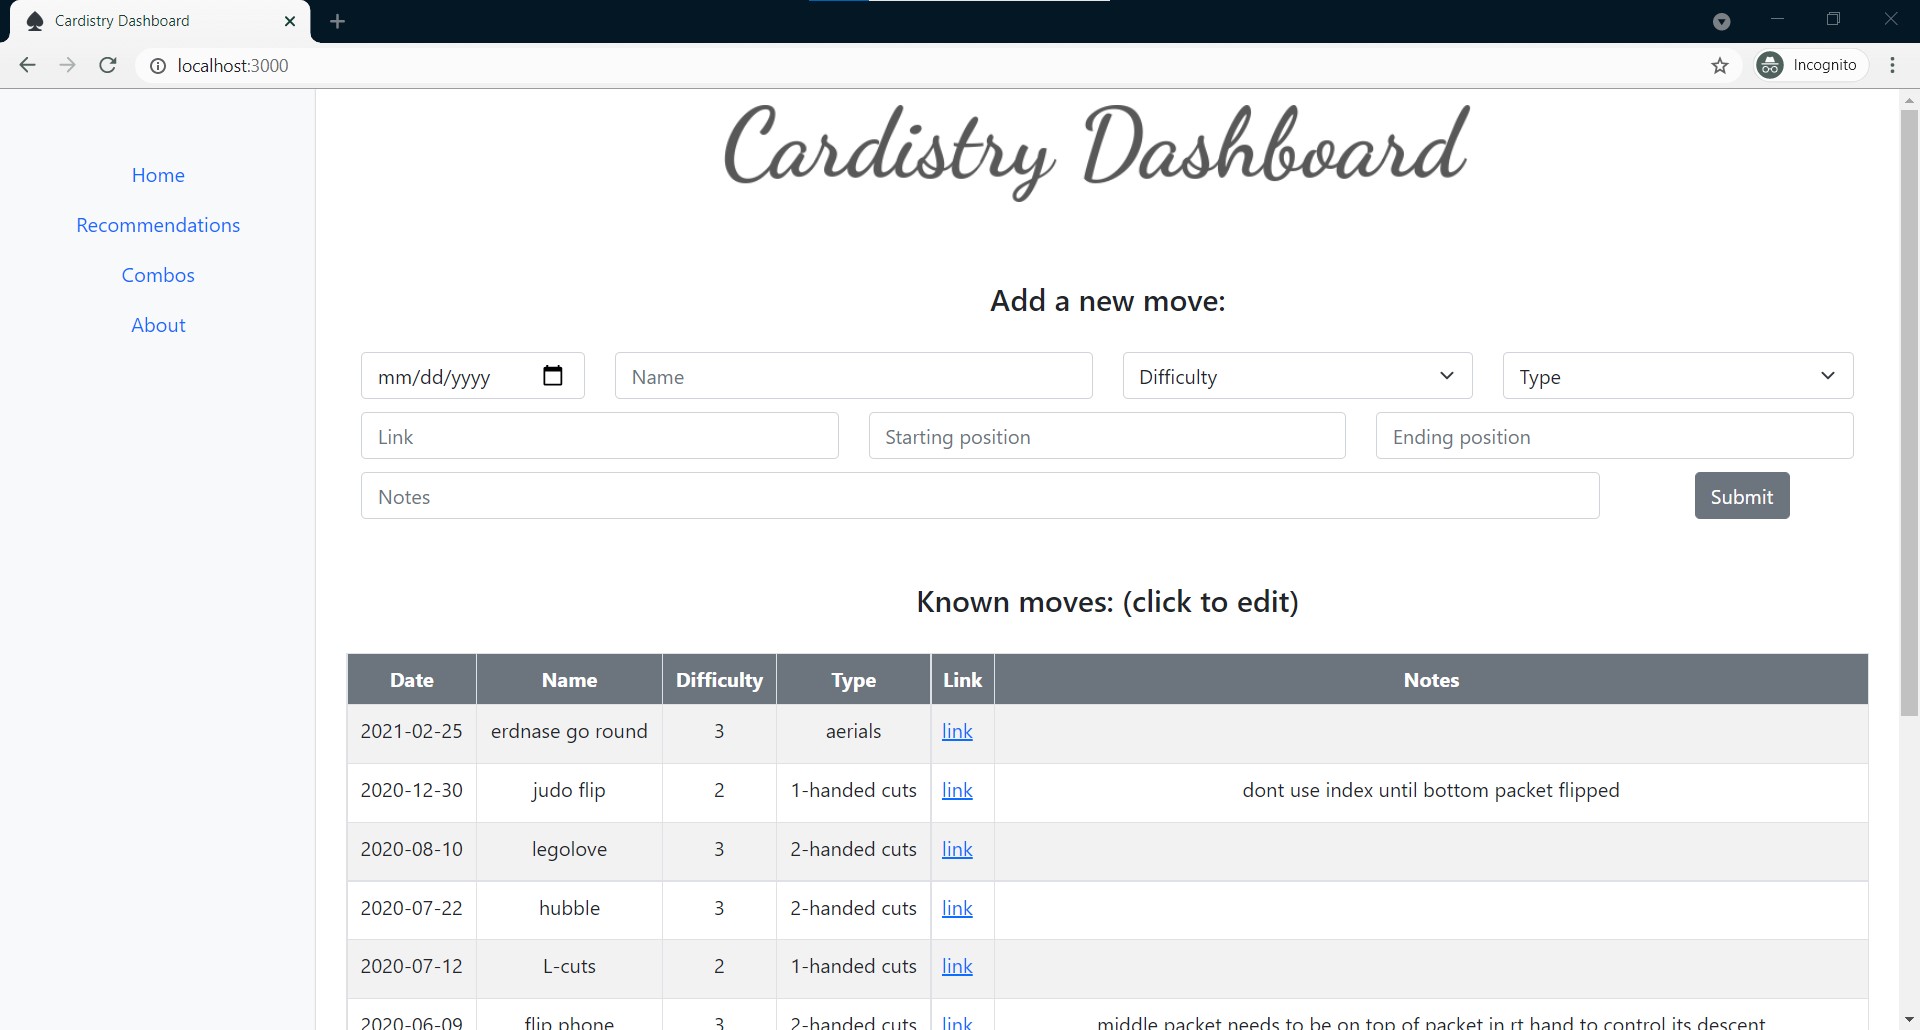 Cardistry Dashboard
localhost:3000
Incognito
Home
Recommendations
Combos
About
Cardistry Dashboard
Add a new move:
mm/dd/yyyy Name Difficulty Type
Link Starting position Ending position
Notes Submit
Known moves: (click to edit)
Date Name Difficulty Type Link Notes
2021-02-25 erdnase go round 3 aerials link
2020-12-30 judo flip 2 1-handed cuts link dont use index until bottom packet flipped
2020-08-10 legolove 3 2-handed cuts link
2020-07-22 hubble 3 2-handed cuts link
2020-07-12 L-cuts 2 1-handed cuts link
2020-06-09 flip phone 3 2-handed cuts link middle packet needs to be on top of packet in rt hand to control its descent